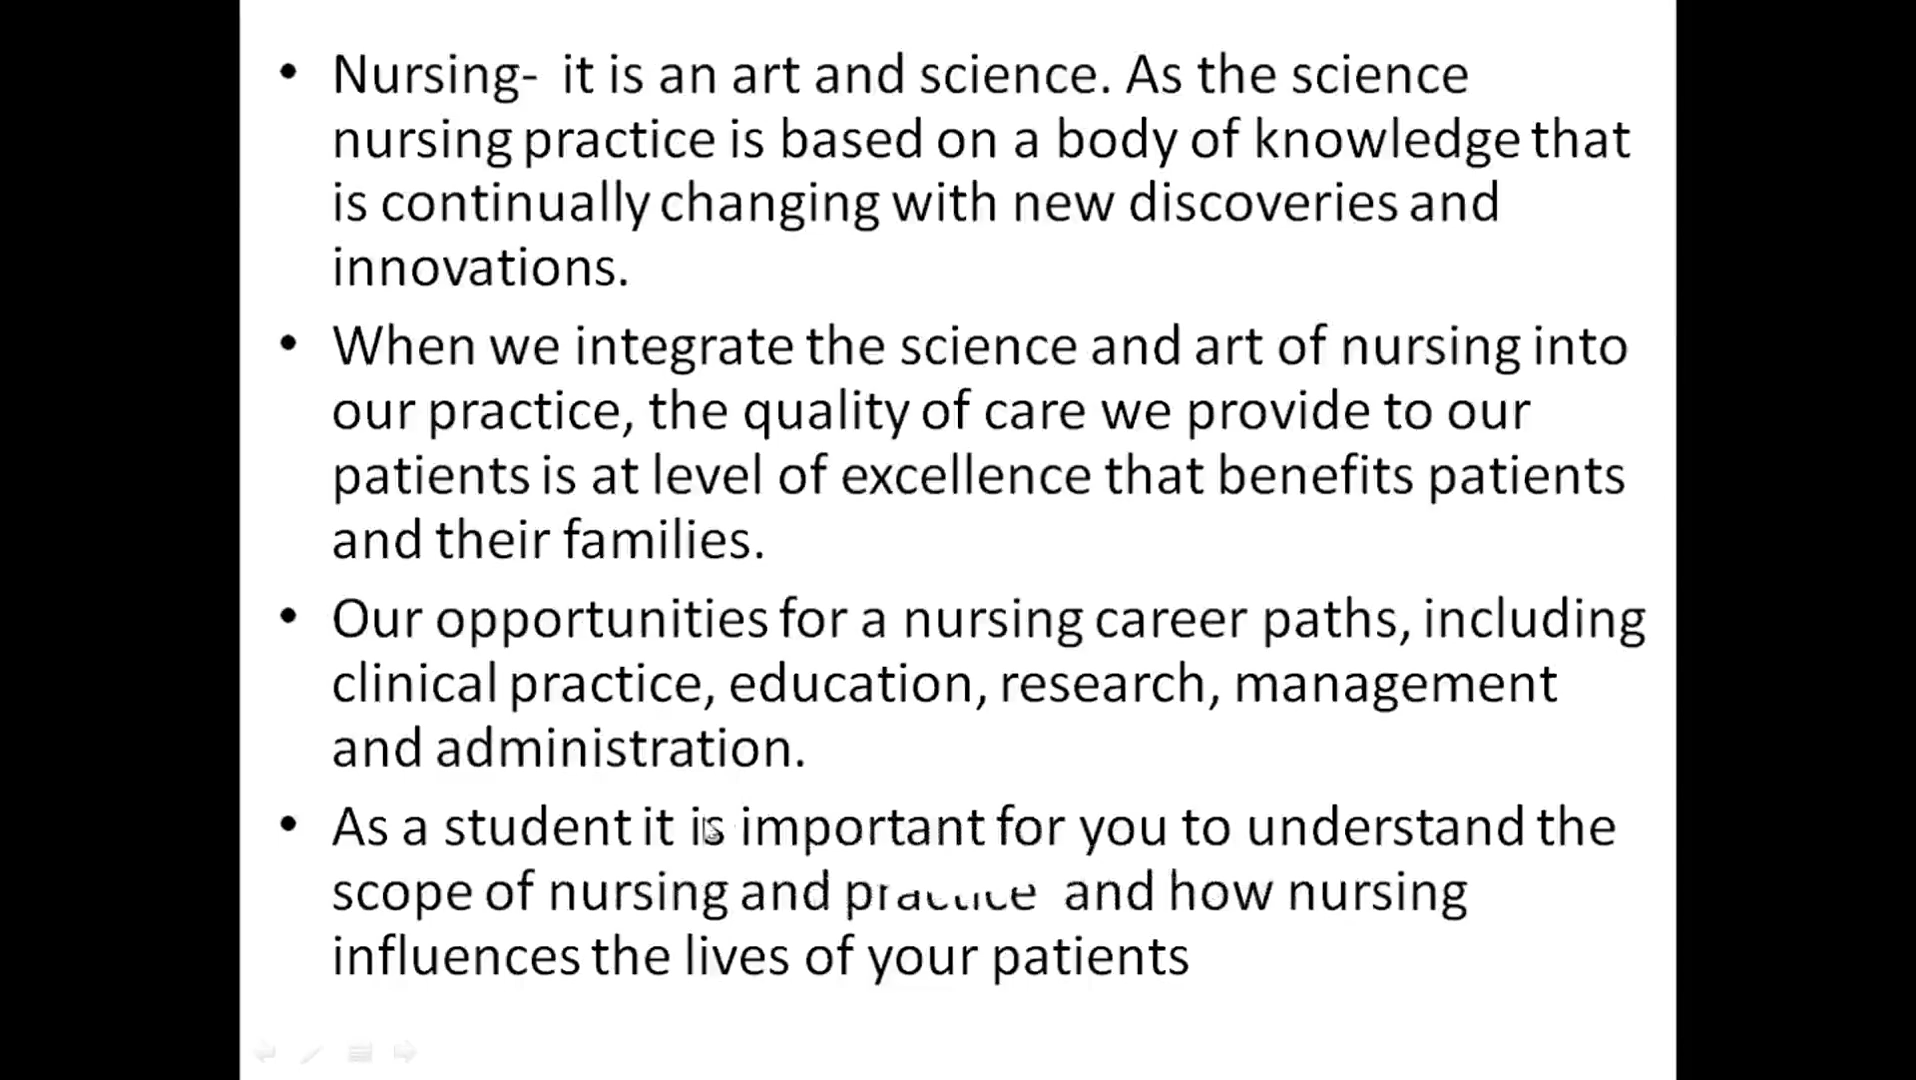 • Nursing- it is an art and science. As the science
nursing practice is based on a body of knowledge that
is continually changing with new discoveries and
innovations.
• When we integrate the science and art of nursing into
our practice, the quality of care we provide to our
patients is at level of excellence that benefits patients
and their families.
• Our opportunities for a nursing career paths, including
clinical practice, education, research, management
and administration.
• As a student it is important for you to understand the
scope of nursing and practice and how nursing
influences the lives of your patients